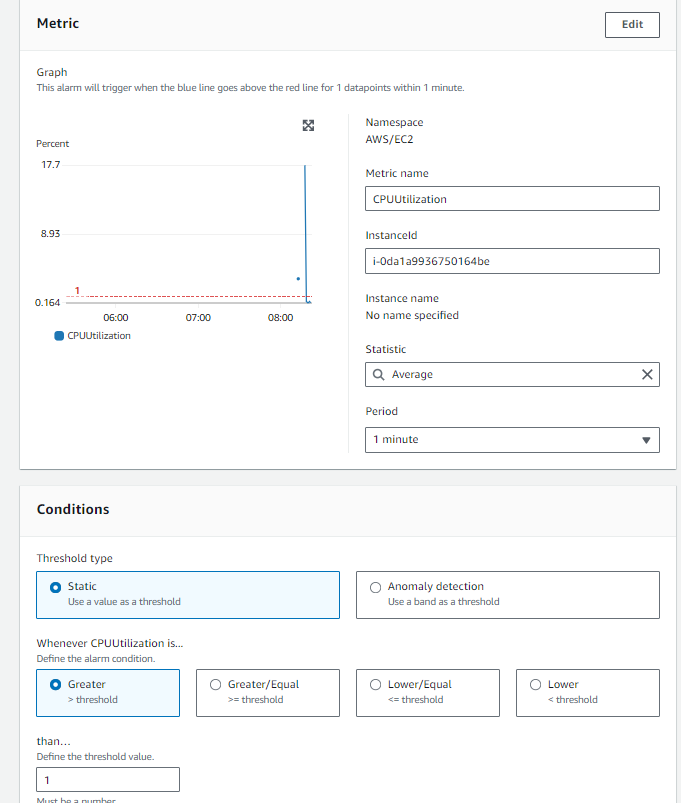 Metric
Edit
Graph
This alarm will trigger when the blue line goes above the red line for 1 datapoints within 1 minute.
Percent
17.7
8.93
1
0.164
06:00 07:00 08:00
CPUUtilization
Namespace
AWS/EC2
Metric name
CPUUtilization
InstanceId
i-0da1a9936750164be
Instance name
No name specified
Statistic
Average
Period
1 minute
Conditions
Threshold type
Static
Use a value as a threshold
Anomaly detection
Use a band as a threshold
Whenever CPUUtilization is...
Define the alarm condition.
Greater
> threshold
Greater/Equal
>= threshold
Lower/Equal
<= threshold
Lower
< threshold
than...
Define the threshold value.
1
Must be a number